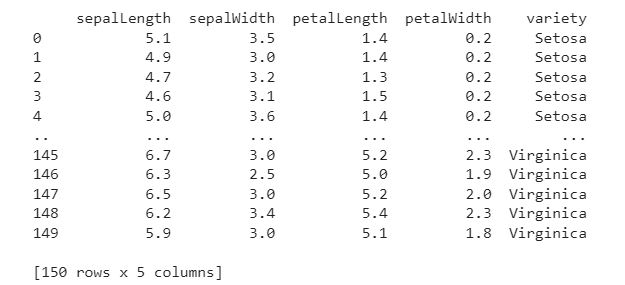 sepalLength sepalWidth petalLength petalWidth variety
0 5.1 3.5 1.4 0.2 Setosa
1 4.9 3.0 1.4 0.2 Setosa
2 4.7 3.2 1.3 0.2 Setosa
3 4.6 3.1 1.5 0.2 Setosa
4 5.0 3.6 1.4 0.2 Setosa
.. ... ... ... ... ...
145 6.7 3.0 5.2 2.3 Virginica
146 6.3 2.5 5.0 1.9 Virginica
147 6.5 3.0 5.2 2.0 Virginica
148 6.2 3.4 5.4 2.3 Virginica
149 5.9 3.0 5.1 1.8 Virginica
[150 rows x 5 columns]